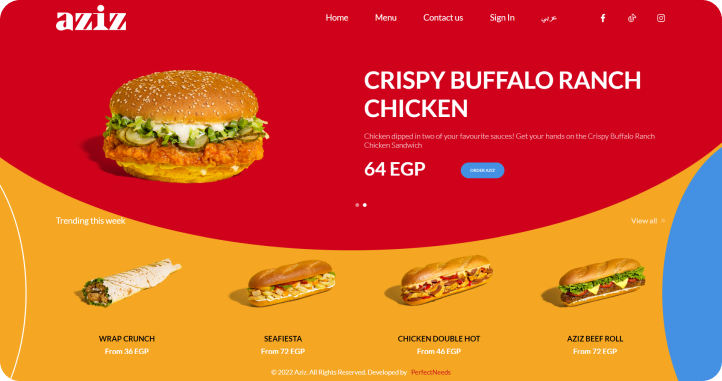 aziz
Home Menu Contact us Sign In عربي
CRISPY BUFFALO RANCH
CHICKEN
Chicken dipped in two of your favourite sauces! Get your hands on the Crispy Buffalo Ranch
Chicken Sandwich
64 EGP
ORDER AZIZ
Trending this week
View all »
WRAP CRUNCH
From 36 EGP
SEAFIESTA
From 72 EGP
CHICKEN DOUBLE HOT
From 46 EGP
AZIZ BEEF ROLL
From 72 EGP
© 2022 Aziz. All Rights Reserved. Developed by PerfectNeeds